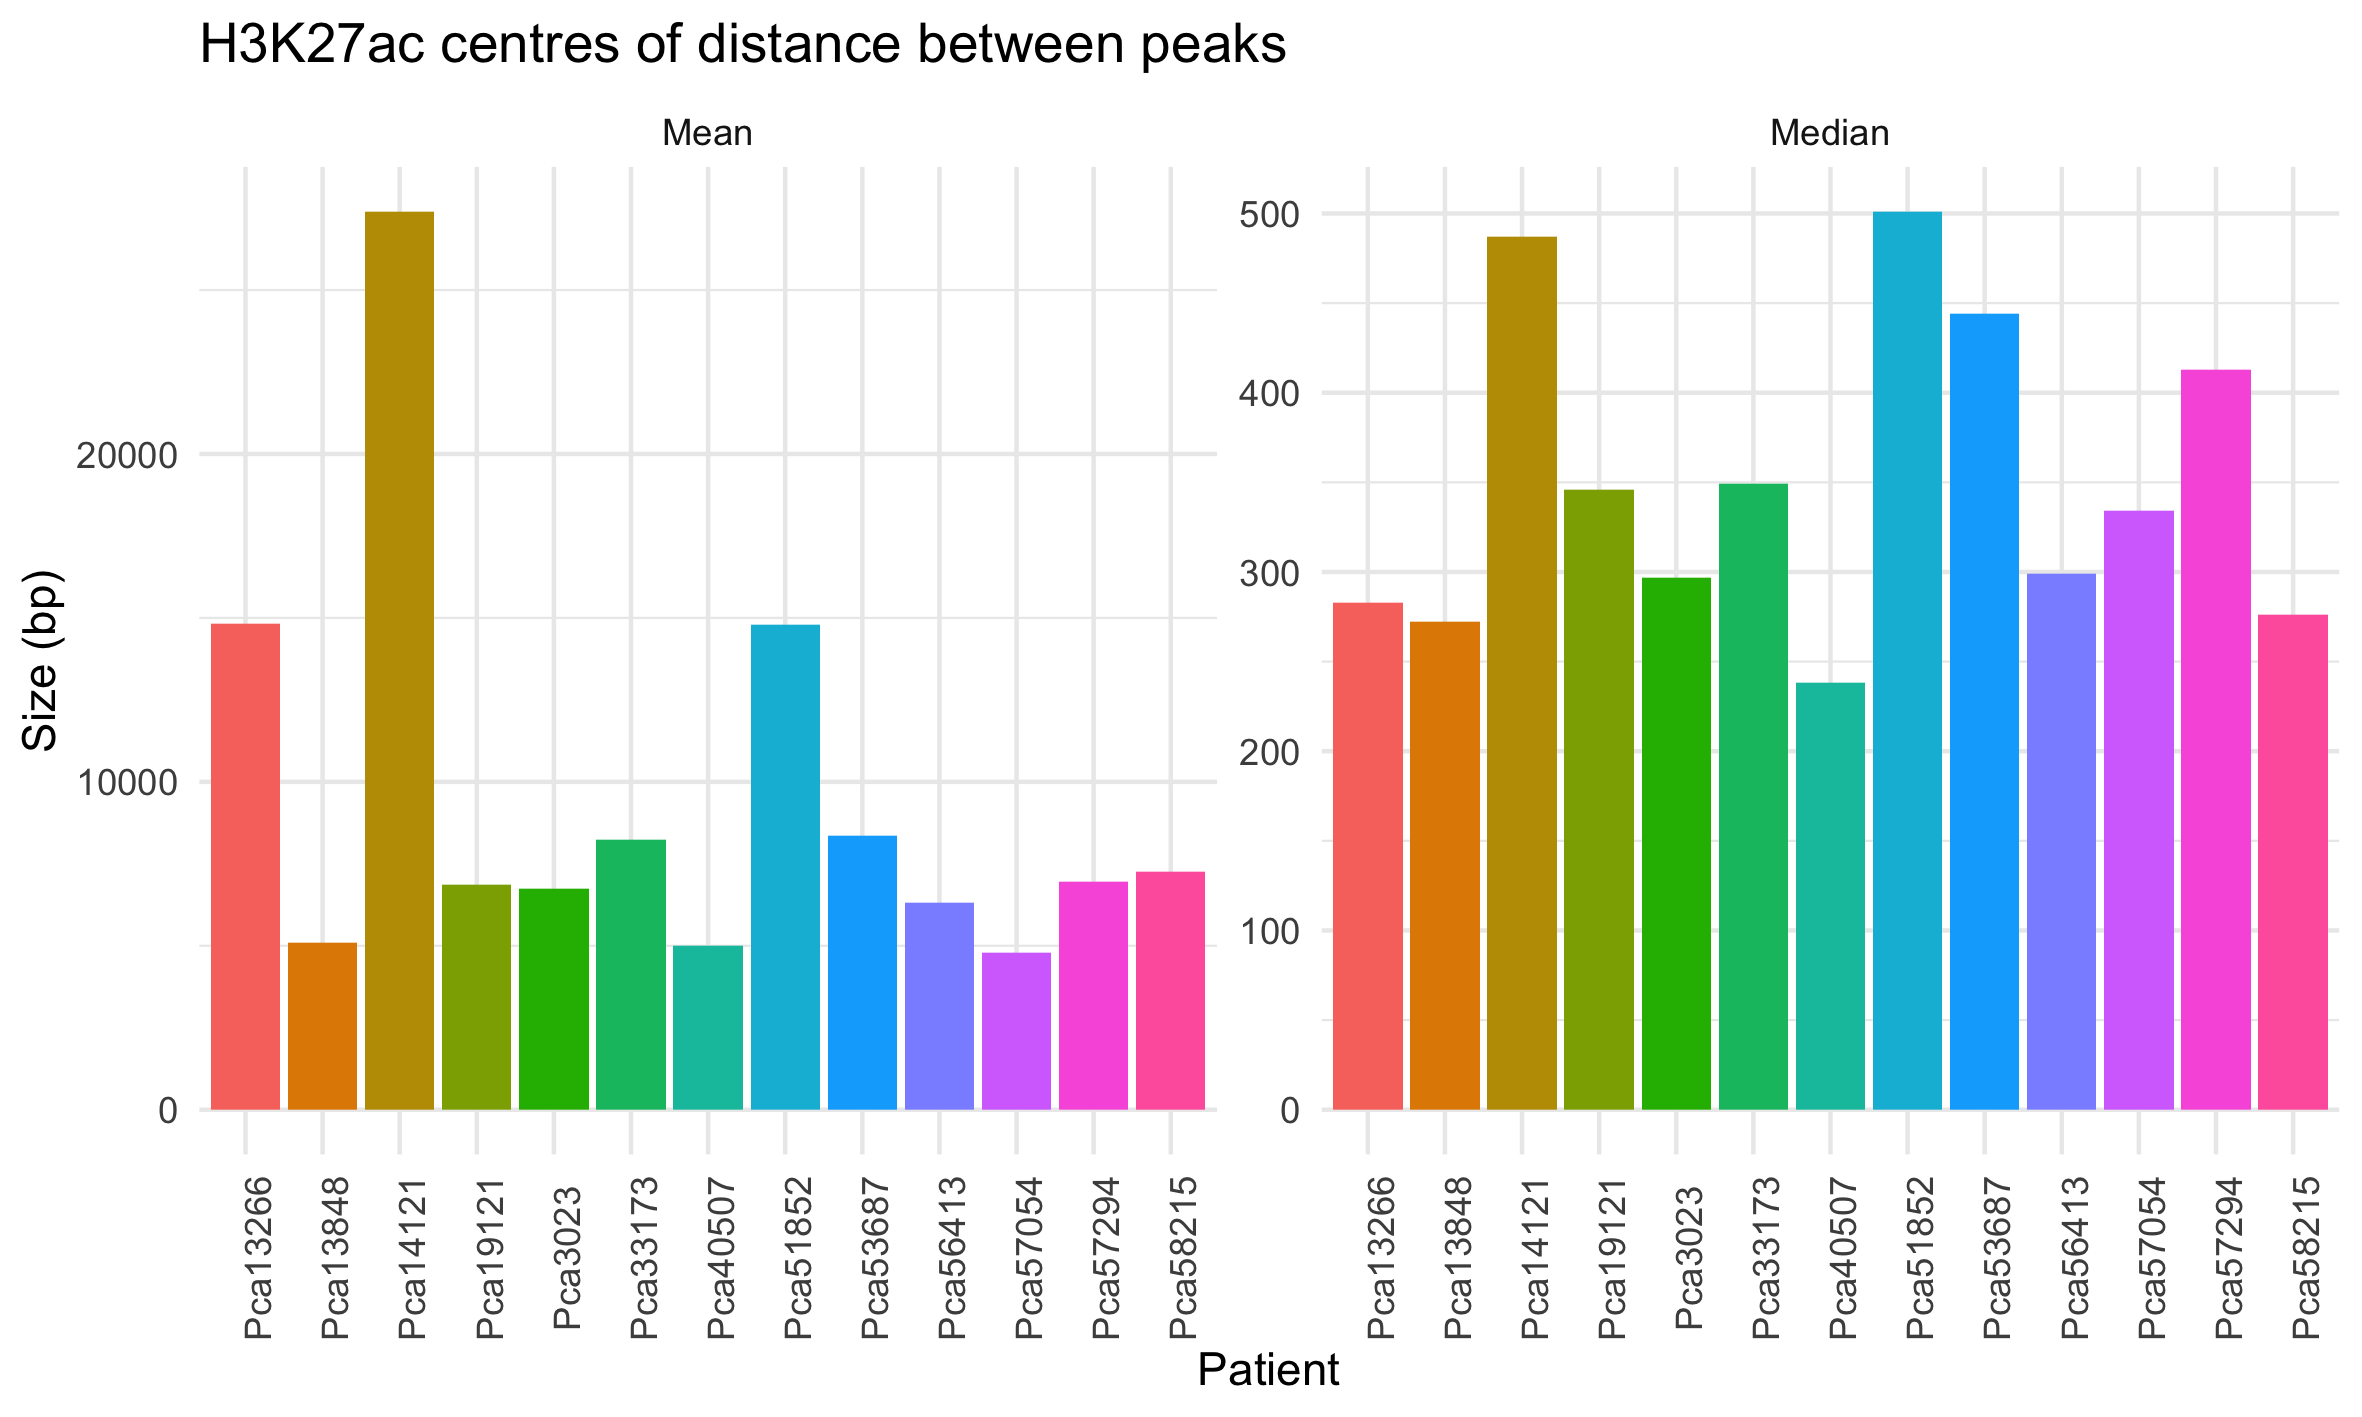 H3K27ac centres of distance between peaks
Mean
Median
Size (bp)
20000
10000
0
500
400
300
200
100
0
Pca13266
Pca13848
Pca14121
Pca19121
Pca3023
Pca33173
Pca40507
Pca51852
Pca53687
Pca56413
Pca57054
Pca57294
Pca58215
Pca13266
Pca13848
Pca14121
Pca19121
Pca3023
Pca33173
Pca40507
Pca51852
Pca53687
Pca56413
Pca57054
Pca57294
Pca58215
Patient